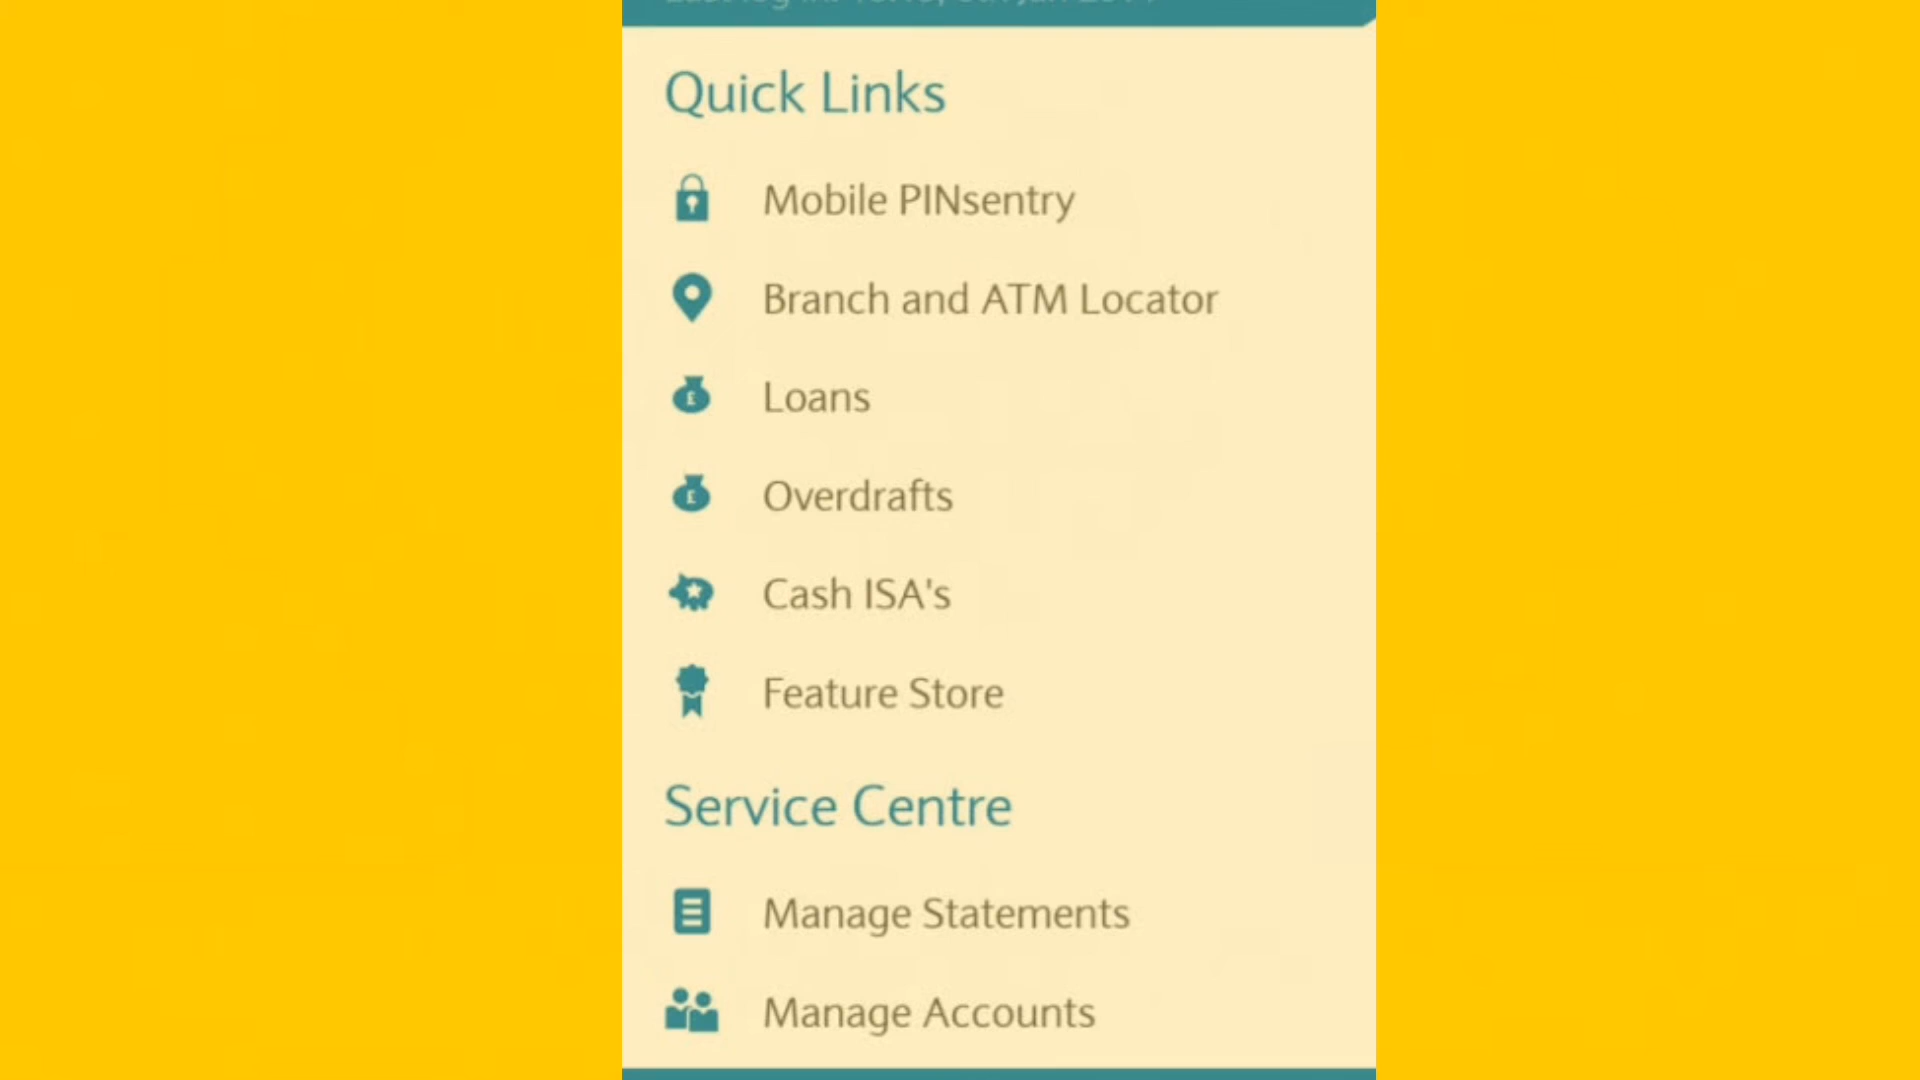 Quick Links
Mobile PINsentry
Branch and ATM Locator
£
Loans
£
Overdrafts
Cash ISA's
Feature Store
Service Centre
Manage Statements
Manage Accounts